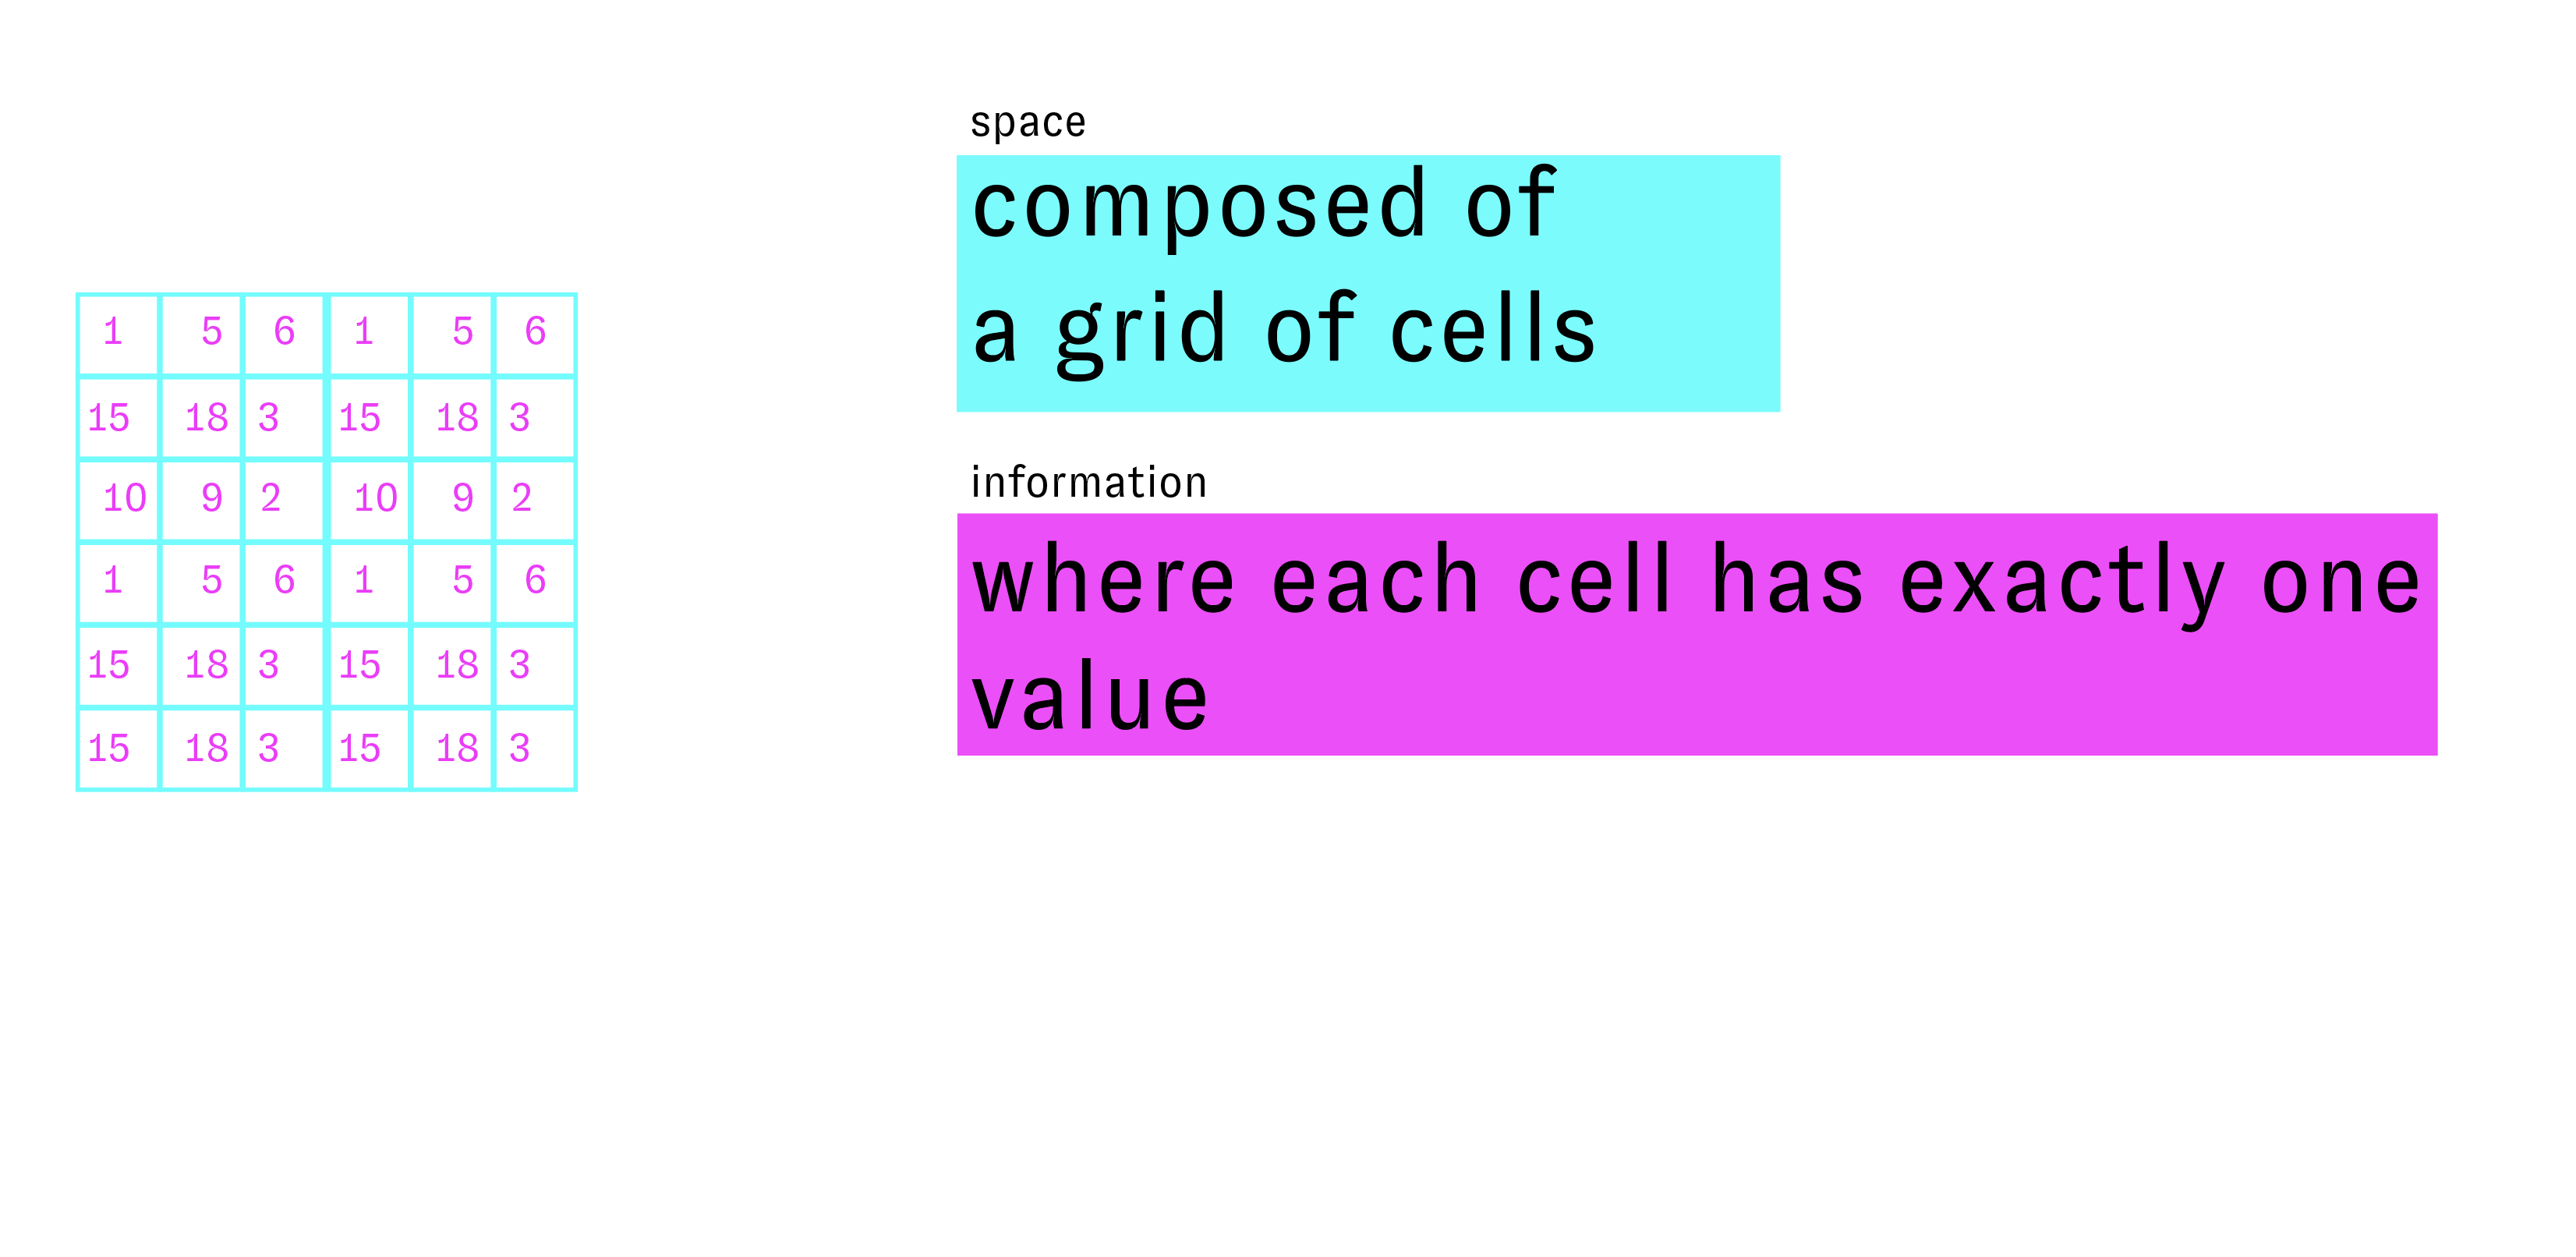 1 5 6 1 5 6
15 18 3 15 18 3
10 9 2 10 9 2
1 5 6 1 5 6
15 18 3 15 18 3
15 18 3 15 18 3
space
composed of
a grid of cells
information
where each cell has exactly one
value